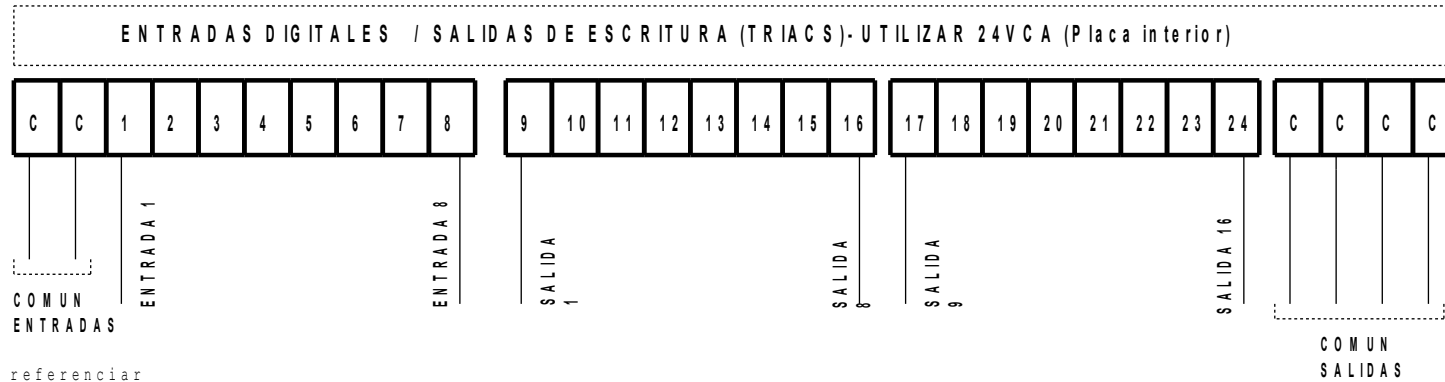 ENTRADAS DIGITALES / SALIDAS DE ESCRITURA (TRIACS)-UTILIZAR 24VCA (Placa interior)
C C 1 2 3 4 5 6 7 8 9 10 11 12 13 14 15 16 17 18 19 20 21 22 23 24 C C C C
ENTRADA 1
ENTRADA 8
SALIDA
1
SALIDA
8
SALIDA
9
SALIDA 16
COMUN
ENTRADAS
COMUN
SALIDAS
referenciar